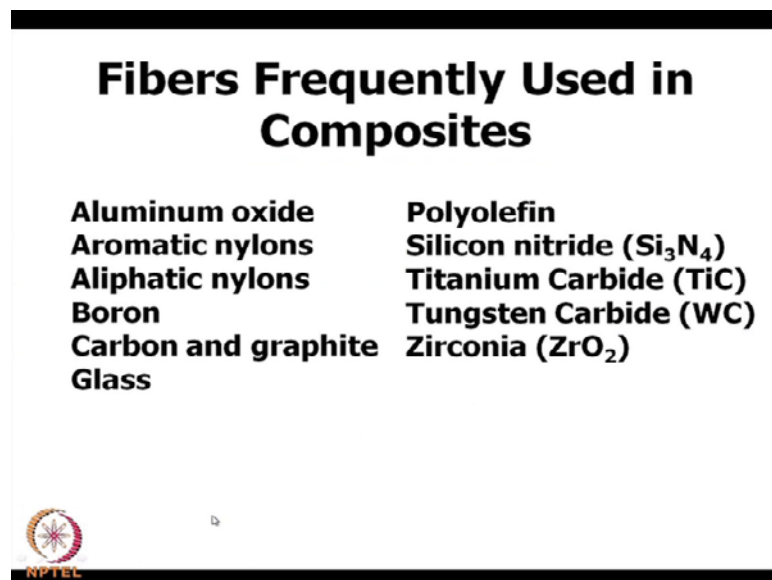 Fibers Frequently Used in
Composites
Aluminum oxide
Aromatic nylons
Aliphatic nylons
Boron
Carbon and graphite
Glass
Polyolefin
Silicon nitride (Si₃N₄)
Titanium Carbide (TiC)
Tungsten Carbide (WC)
Zirconia (ZrO₂)
NPTEL